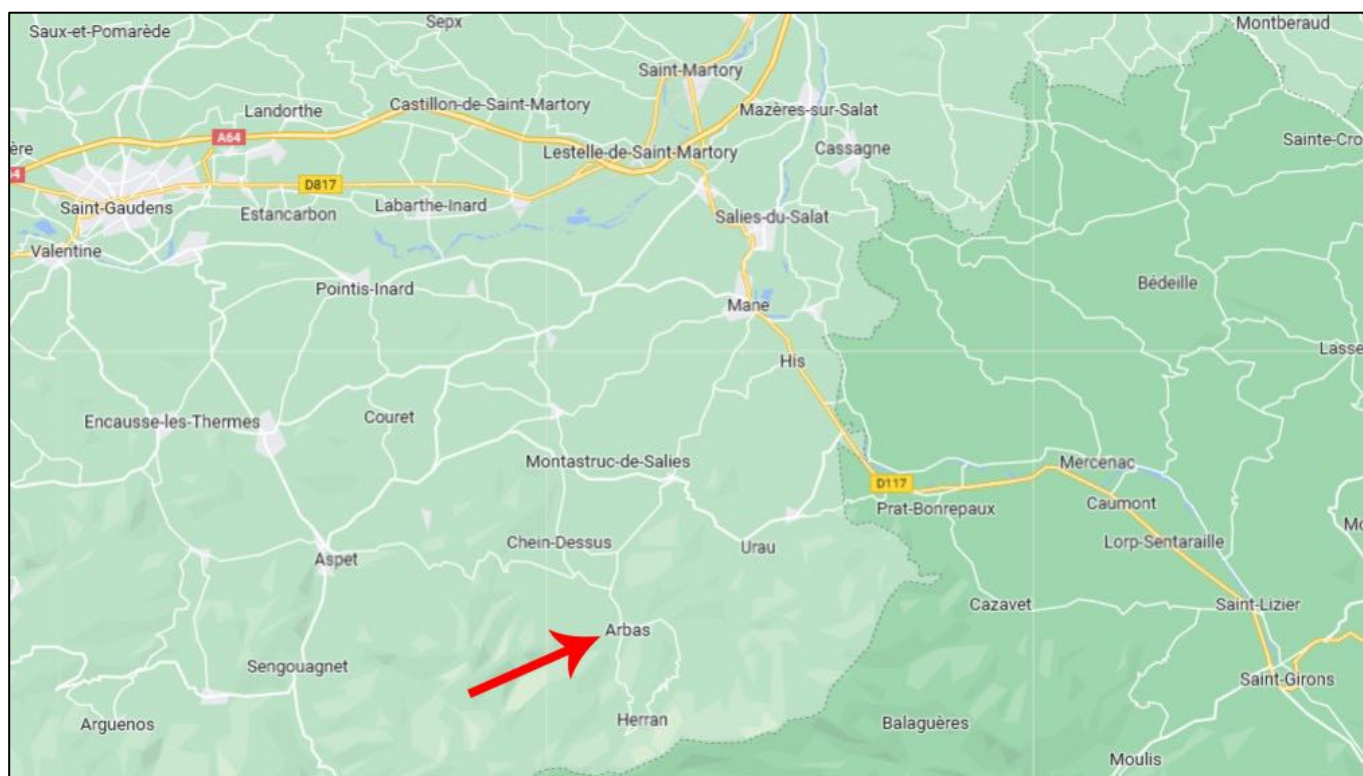 Sepx
Montberaud
Saux-et-Pomarède
Saint-Martory
Landorthe
Castillon-de-Saint-Martory
Mazères-sur-Salat
A64
Sainte-Cro
ère
Lestelle-de-Saint-Martory
Cassagne
4
D817
Saint-Gaudens
Estancarbon
Labarthe-Inard
Salies-du-Salat
Valentine
Pointis-Inard
Bédeille
Mane
His
Lasse
Encausse-les-Thermes
Couret
Montastruc-de-Salies
Mercenac
D117
Prat-Bonrepaux
Caumont
Mo
Chein-Dessus
Urau
Lorp-Sentaraille
Aspet
Cazavet
Saint-Lizier
Arbas
Sengouagnet
Saint-Girons
Arguenos
Herran
Balaguères
Moulis